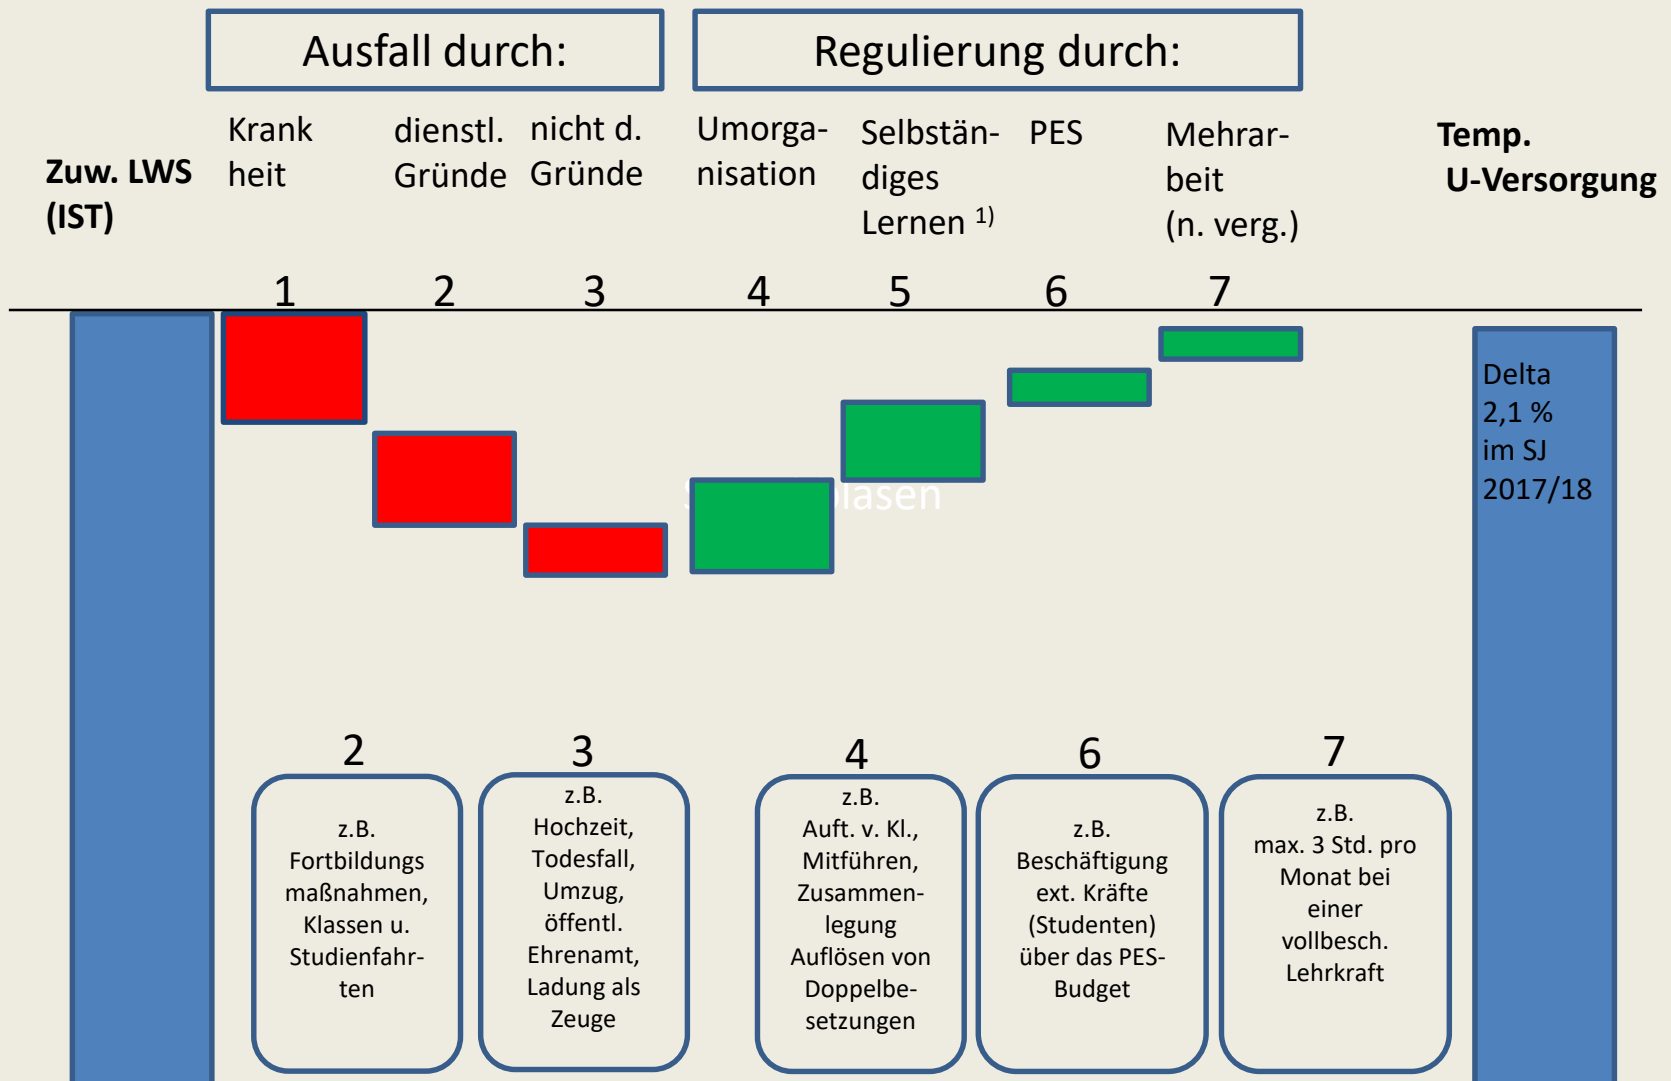 Ausfall durch:
Regulierung durch:
Zuw. LWS
(IST)
Krank
heit
dienstl.
Gründe
nicht d.
Gründe
Umorga-
nisation
Selbstän-
diges
Lernen 1)
PES
Mehrar-
beit
(n. verg.)
Temp.
U-Versorgung
1
2
3
4
5
6
7
Delta
2,1 %
im SJ
2017/18
2
z.B.
Fortbildungs
maßnahmen,
Klassen u.
Studienfahr-
ten
3
z.B.
Hochzeit,
Todesfall,
Umzug,
öffentl.
Ehrenamt,
Ladung als
Zeuge
4
z.B.
Auft. v. Kl.,
Mitführen,
Zusammen-
legung
Auflösen von
Doppelbe-
setzungen
6
z.B.
Beschäftigung
ext. Kräfte
(Studenten)
über das PES-
Budget
7
z.B.
max. 3 Std. pro
Monat bei
einer
vollbesch.
Lehrkraft